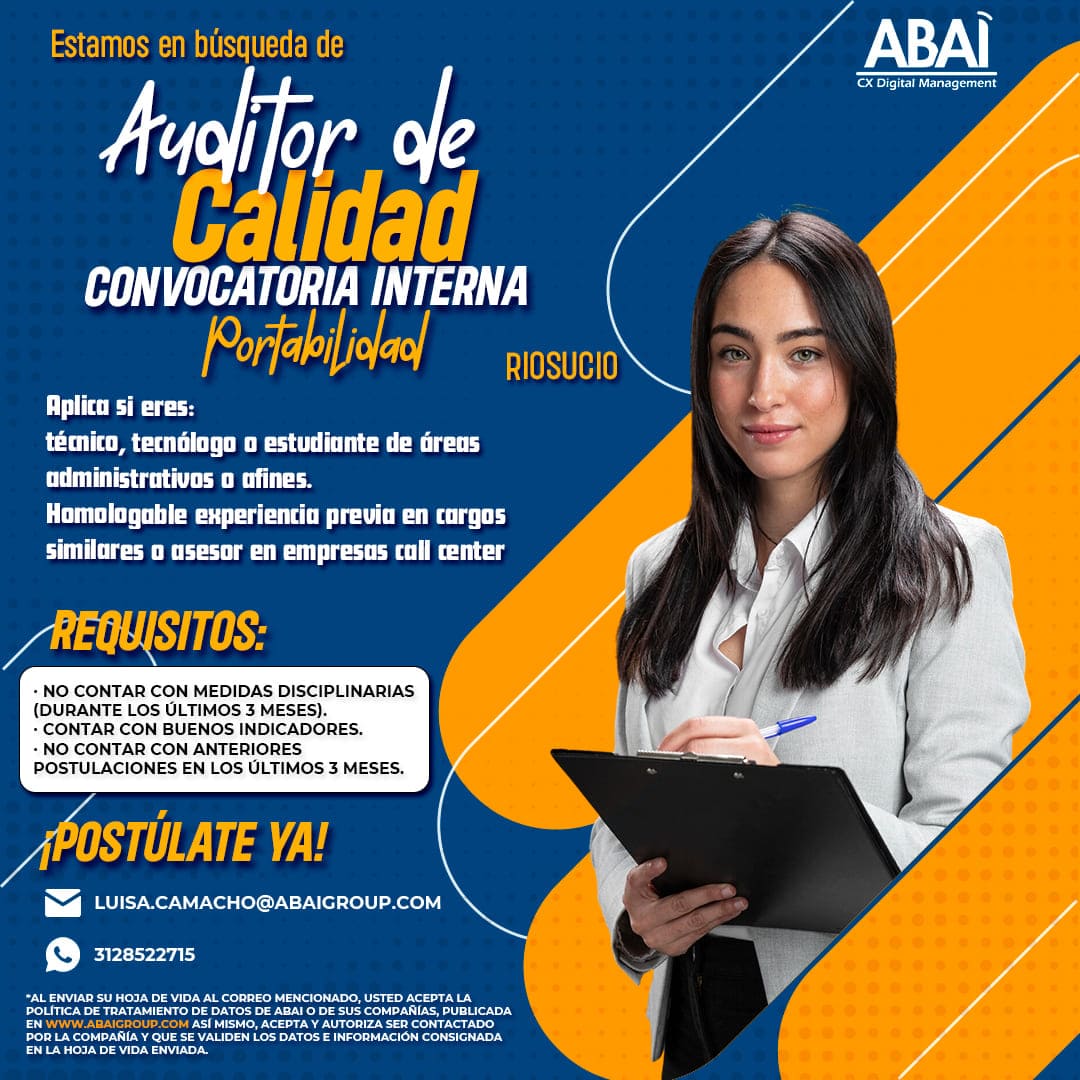 Estamos en búsqueda de
ABAI
CX Digital Management
Auditor de
Calidad
CONVOCATORIA INTERNA
Portabilidad
RIOSUCIO
Aplica si eres:
técnico, tecnólogo o estudiante de áreas
administrativos o afines.
Homologable experiencia previa en cargos
similares o asesor en empresas call center
REQUISITOS:
· NO CONTAR CON MEDIDAS DISCIPLINARIAS
(DURANTE LOS ÚLTIMOS 3 MESES).
· CONTAR CON BUENOS INDICADORES.
· NO CONTAR CON ANTERIORES
POSTULACIONES EN LOS ÚLTIMOS 3 MESES.
¡POSTÚLATE YA!
LUISA.CAMACHO@ABAIGROUP.COM
3128522715
*AL ENVIAR SU HOJA DE VIDA AL CORREO MENCIONADO, USTED ACEPTA LA
POLÍTICA DE TRATAMIENTO DE DATOS DE ABAI O DE SUS COMPAÑÍAS, PUBLICADA
EN WWW.ABAIGROUP.COM ASÍ MISMO, ACEPTA Y AUTORIZA SER CONTACTADO
POR LA COMPAÑÍA Y QUE SE VALIDEN LOS DATOS E INFORMACIÓN CONSIGNADA
EN LA HOJA DE VIDA ENVIADA.